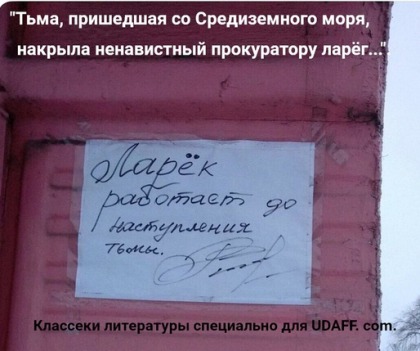 "Тьма, пришедшая со Средиземного моря,
накрыла ненавистный прокуратору ларёг..."
Ларёк
работает до
наступления
тьмы.
Классеки литературы специально для UDAFF. com.